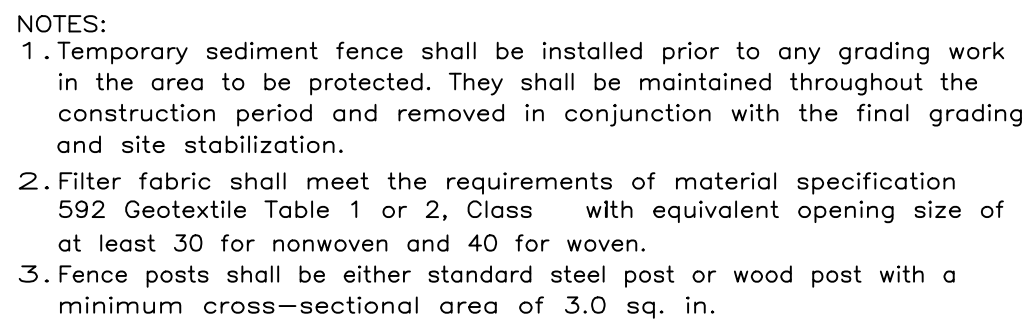 NOTES:
1. Temporary sediment fence shall be installed prior to any grading work
in the area to be protected. They shall be maintained throughout the
construction period and removed in conjunction with the final grading
and site stabilization.
2. Filter fabric shall meet the requirements of material specification
592 Geotextile Table 1 or 2, Class with equivalent opening size of
at least 30 for nonwoven and 40 for woven.
3. Fence posts shall be either standard steel post or wood post with a
minimum cross-sectional area of 3.0 sq. in.